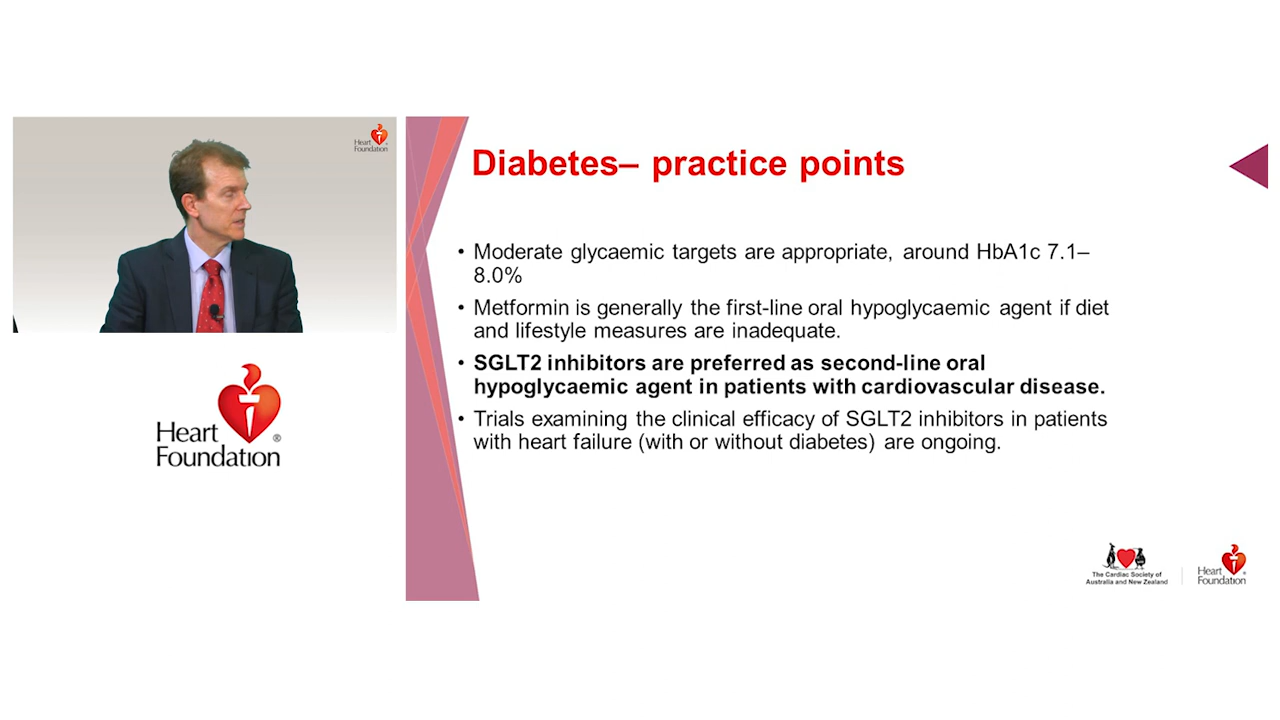 Heart
Foundation
Heart
Foundation
®
Diabetes– practice points
• Moderate glycaemic targets are appropriate, around HbA1c 7.1–
8.0%
• Metformin is generally the first-line oral hypoglycaemic agent if diet
and lifestyle measures are inadequate.
• SGLT2 inhibitors are preferred as second-line oral
hypoglycaemic agent in patients with cardiovascular disease.
• Trials examining the clinical efficacy of SGLT2 inhibitors in patients
with heart failure (with or without diabetes) are ongoing.
The Cardiac Society of
Australia and New Zealand
Heart
Foundation